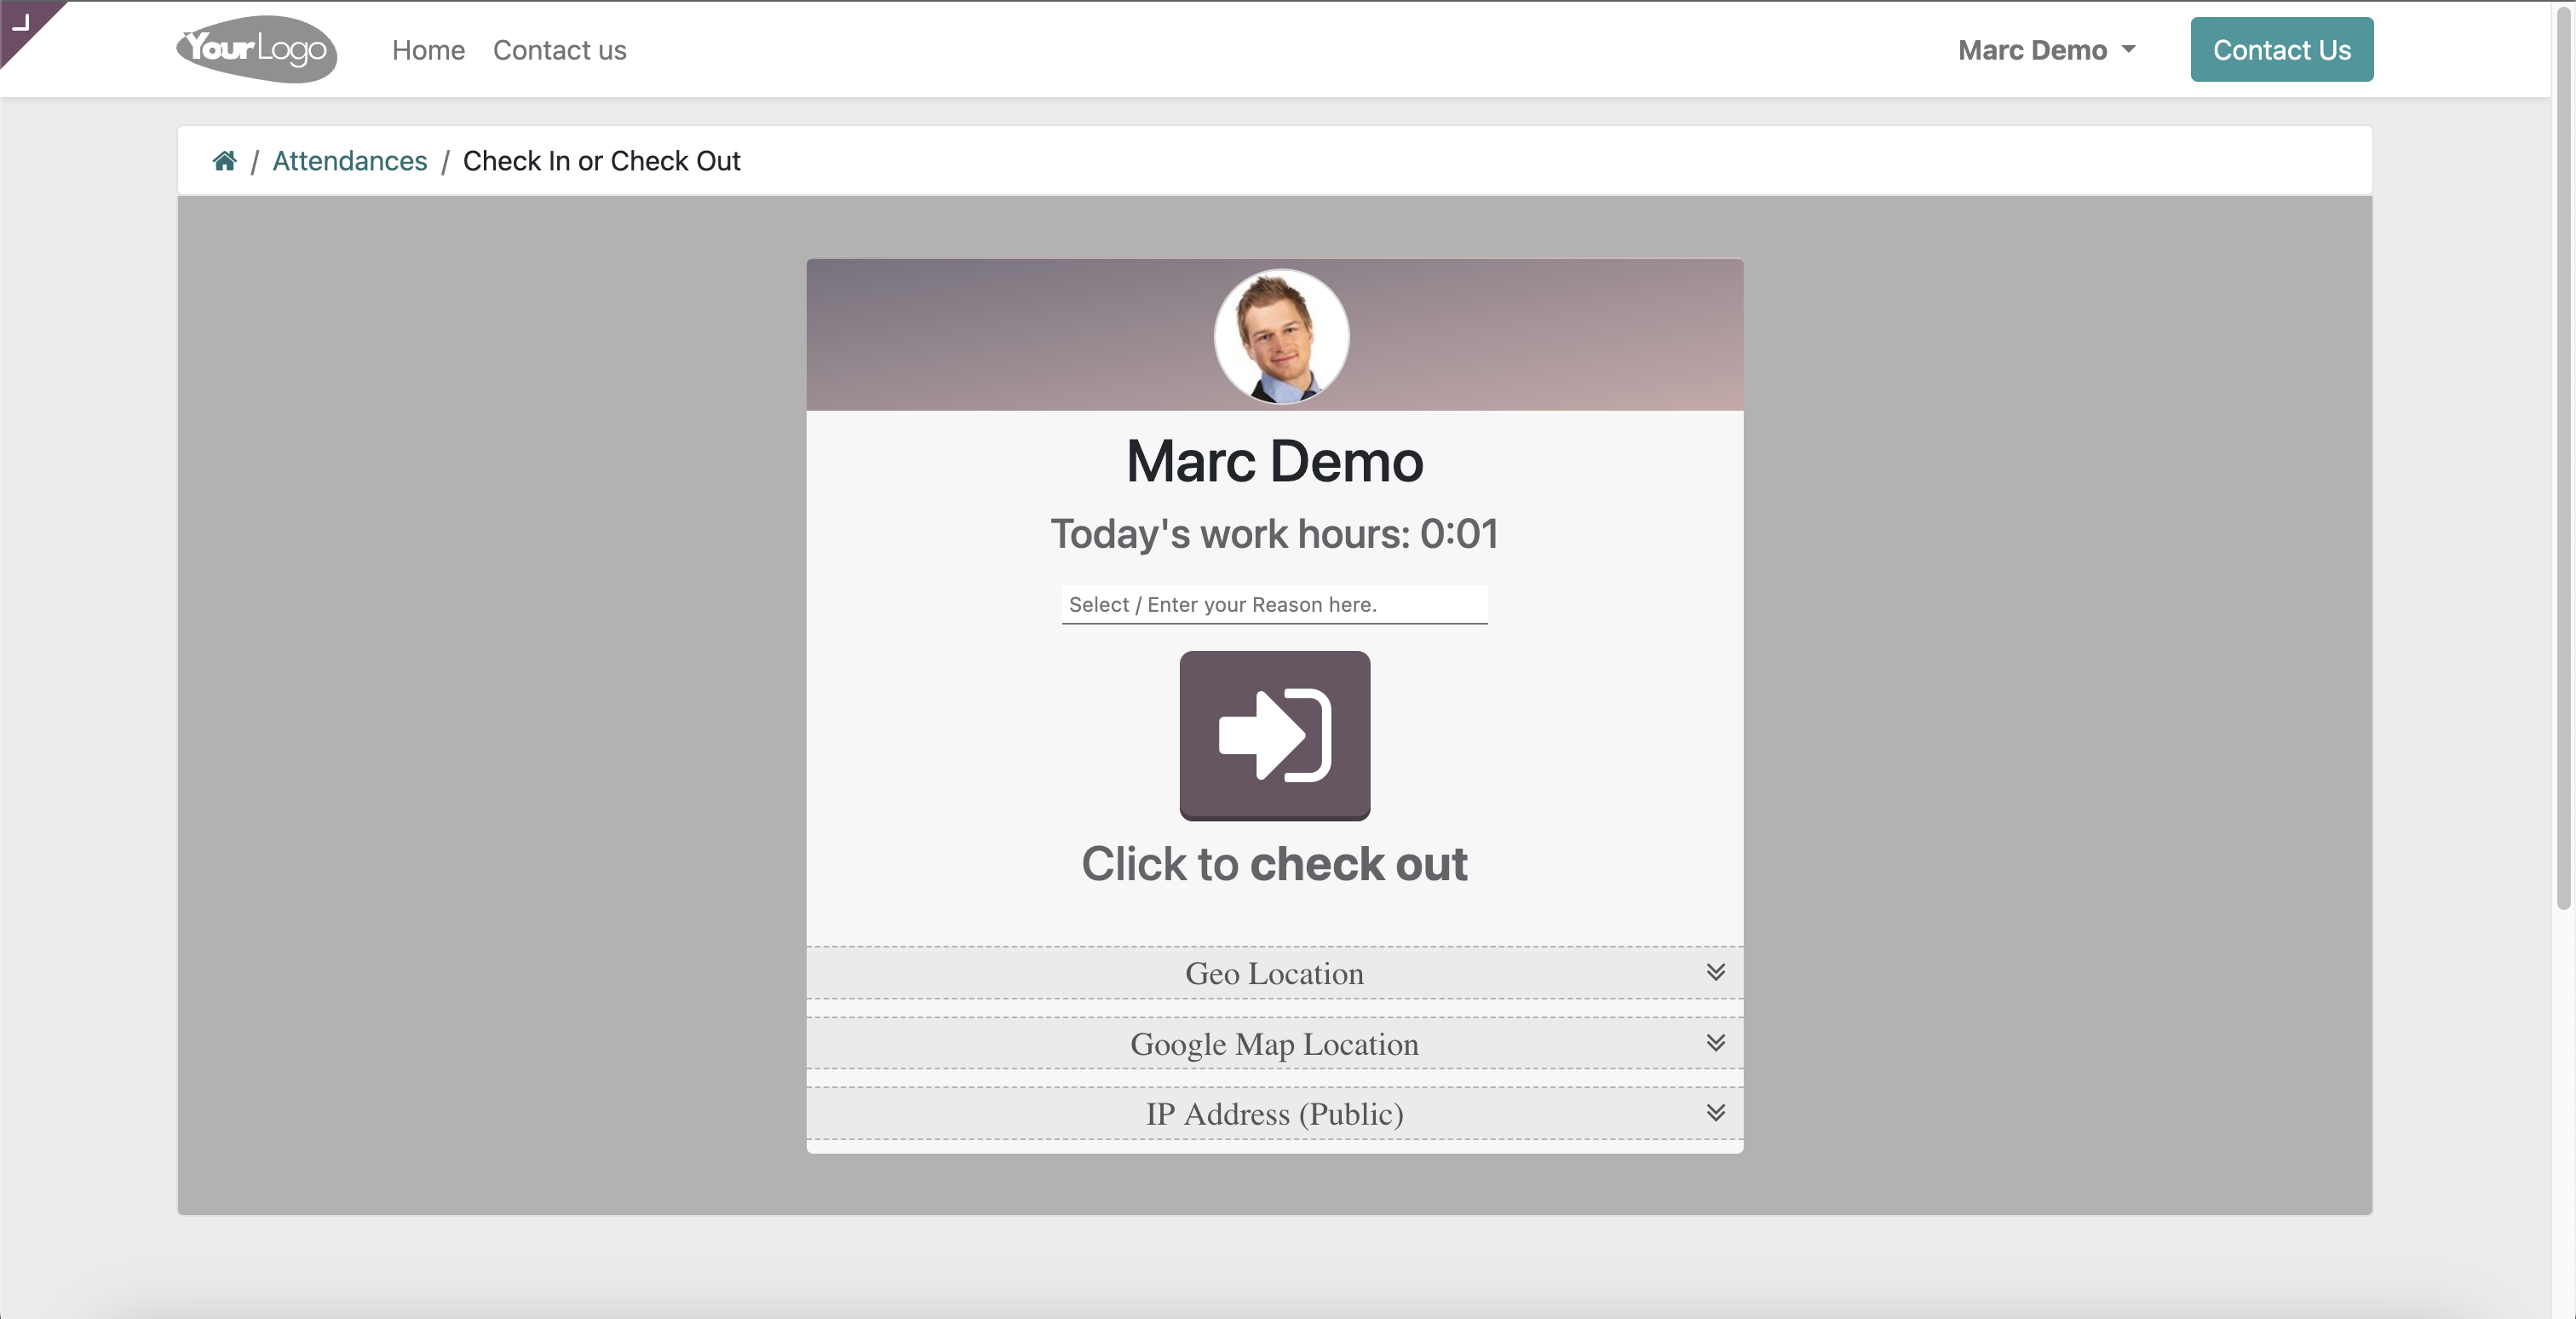 YourLogo
Home Contact us Marc Demo Contact Us
/ Attendances / Check In or Check Out
Marc Demo
Today's work hours: 0:01
Select / Enter your Reason here.
Click to check out
Geo Location
Google Map Location
IP Address (Public)